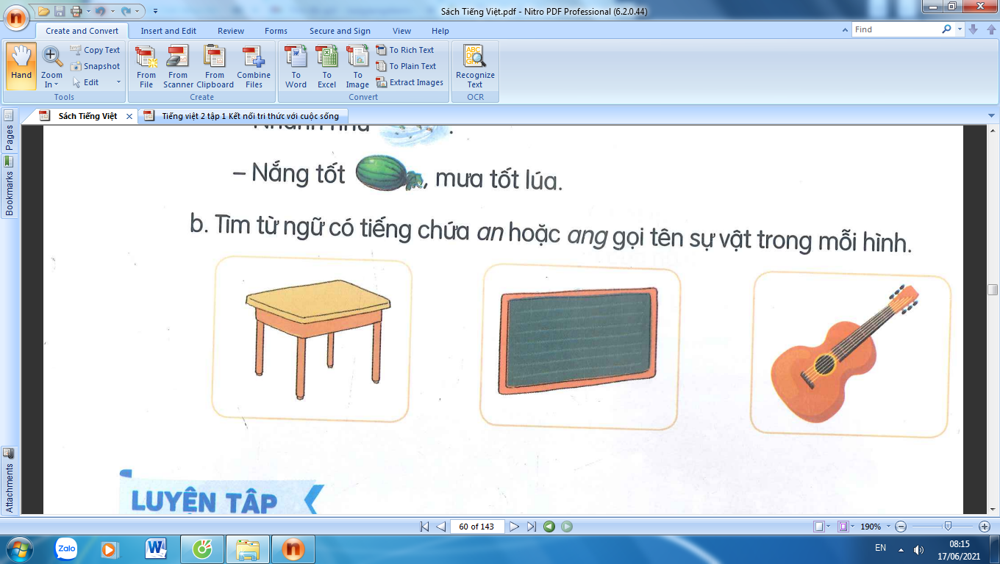 Sách Tiếng Việt.pdf - Nitro PDF Professional (6.2.0.44)
Create and Convert Insert and Edit Review Forms Secure and Sign View Help Find
Hand Zoom In Copy Text Snapshot Edit
From File From Scanner From Clipboard Combine Files
To Word To Excel To Image To Rich Text To Plain Text Extract Images
Recognize Text
Tools Create Convert OCR
Sách Tiếng Việt Tiếng việt 2 tập 1 Kết nối tri thức với cuộc sống
Pages
Bookmarks
Attachments
– Nắng tốt , mưa tốt lúa.
b. Tìm từ ngữ có tiếng chứa an hoặc ang gọi tên sự vật trong mỗi hình.
LUYỆN TẬP
60 of 143 190%
Zalo EN 08:15
17/06/2021